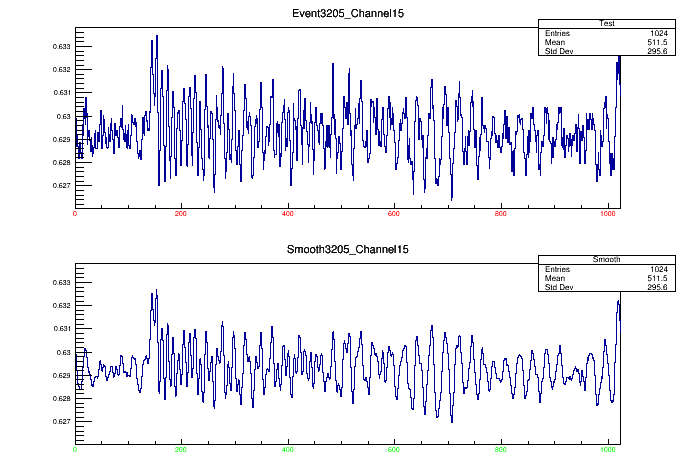 Event3205_Channel15
Test
Entries 1024
Mean 511.5
Std Dev 295.6
0.633
0.632
0.631
0.63
0.629
0.628
0.627
0 200 400 600 800 1000
Smooth3205_Channel15
Smooth
Entries 1024
Mean 511.5
Std Dev 295.6
0.633
0.632
0.631
0.63
0.629
0.628
0.627
0 200 400 600 800 1000